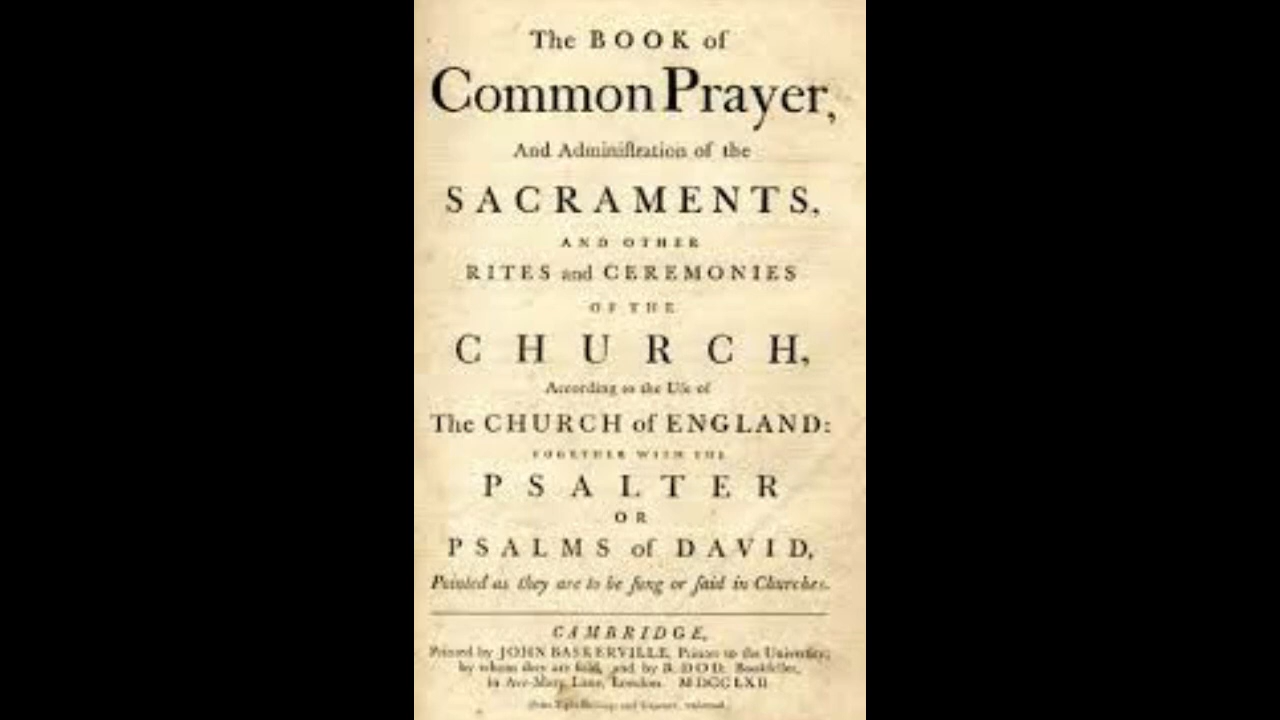 The BOOK of
Common Prayer,
And Adminiſtration of the
SACRAMENTS,
AND OTHER
RITES and CEREMONIES
OF THE
CHURCH,
According to the Uſe of
The CHURCH of ENGLAND:
TOGETHER WITH THE
PSALTER
OR
PSALMS of DAVID,
Pointed as they are to be ſung or ſaid in Churches.
CAMBRIDGE,
Printed by JOHN BASKERVILLE, Printer to the Univerſity;
by whom they are ſold, and by B. DOD, Bookſeller,
in Ave-Mary Lane, London. MDCCLXII